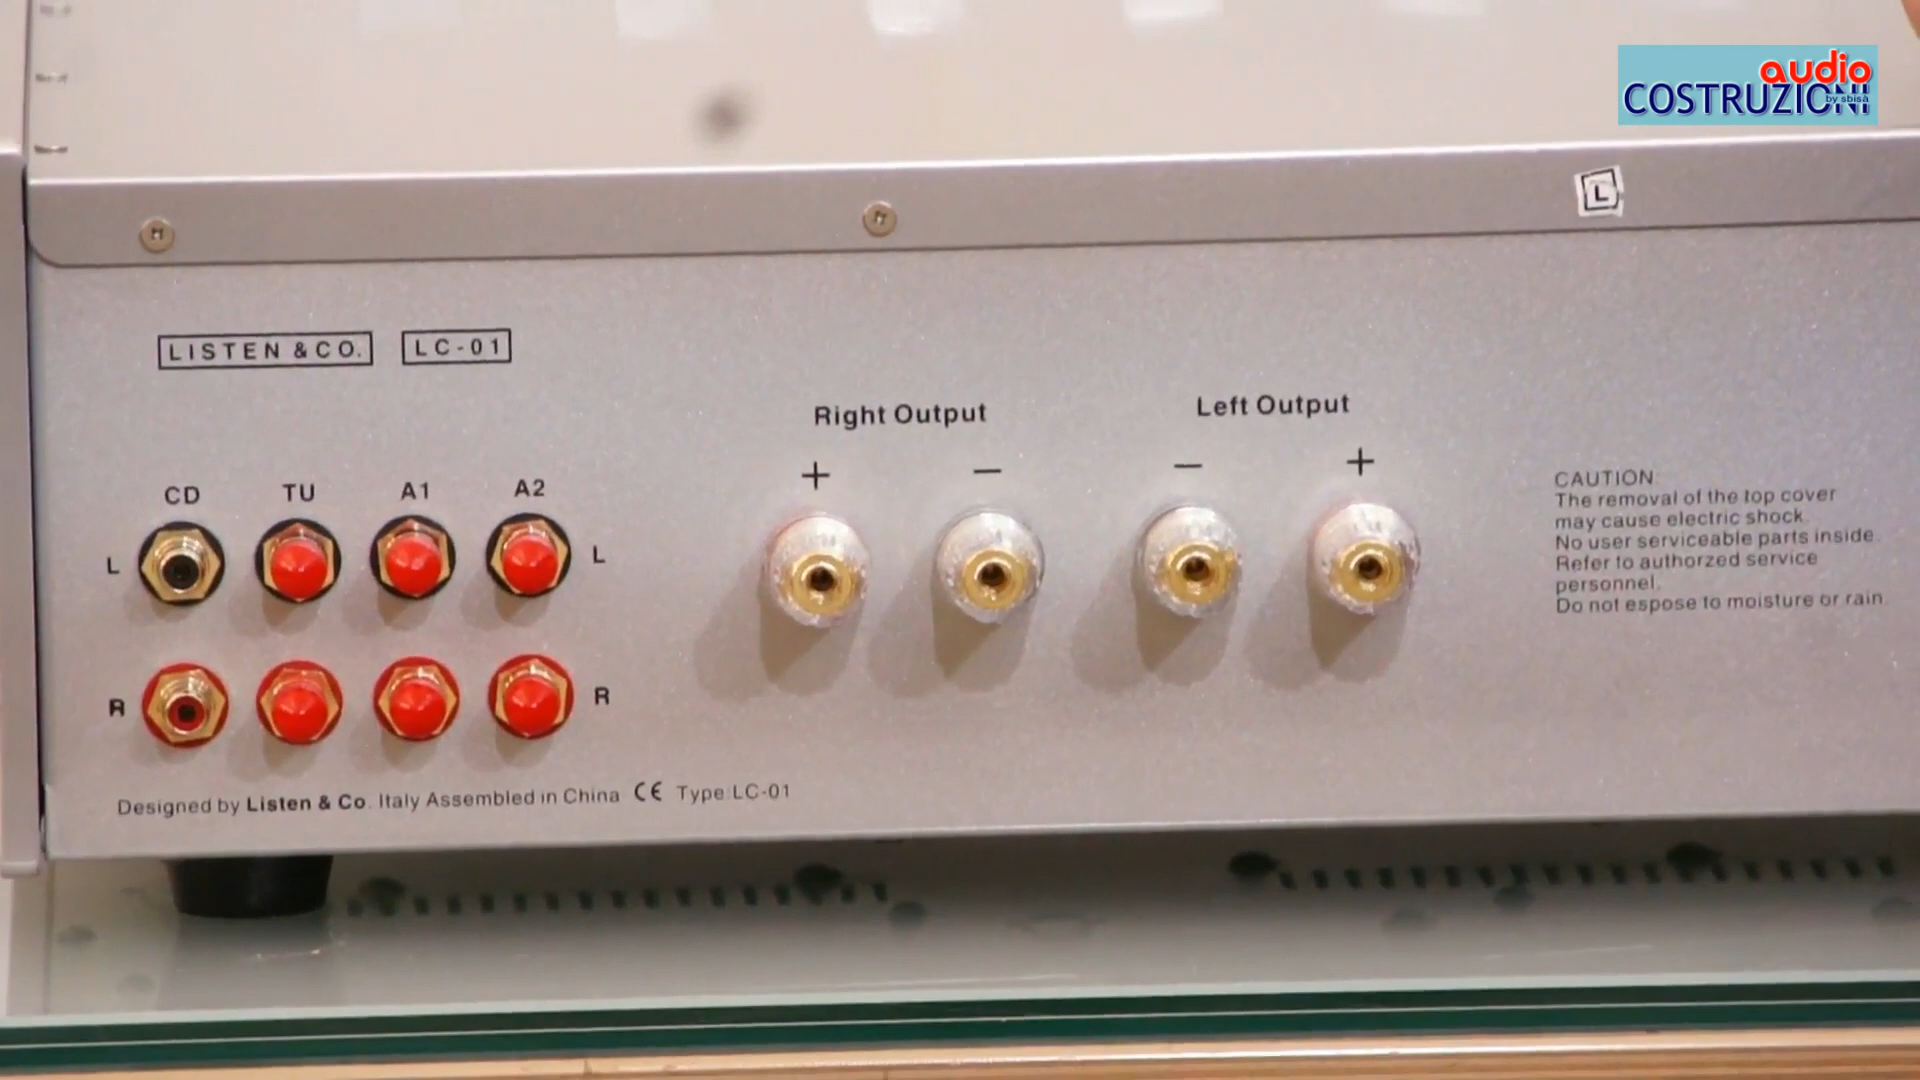 audio
COSTRUZIONI
by sbisà
L
LISTEN &CO. LC-01
Right Output Left Output
+ − − +
CD TU A1 A2
L L
R R
CAUTION:
The removal of the top cover
may cause electric shock.
No user serviceable parts inside.
Refer to authorzed service
personnel.
Do not espose to moisture or rain.
Designed by Listen & Co. Italy Assembled in China CE Type:LC-01